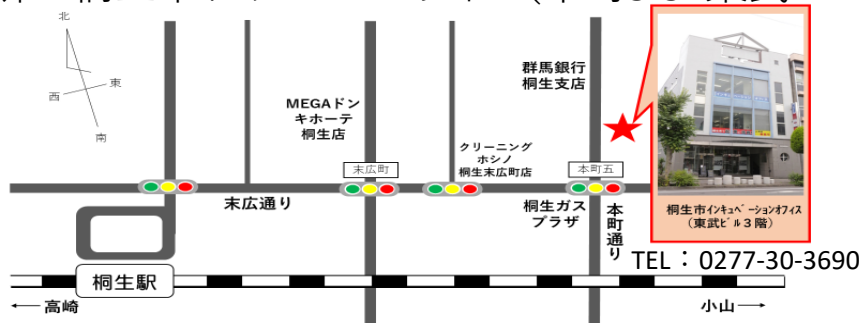 北
東
西
南
群馬銀行
桐生支店
MEGAドン
キホーテ
桐生店
クリーニング
ホシノ
桐生末広町店
末広町
本町五
末広通り
桐生ガス
プラザ
本町通り
桐生市インキュベーションオフィス
(東武ビル3階)
TEL：0277-30-3690
桐生駅
← 高崎
小山 →